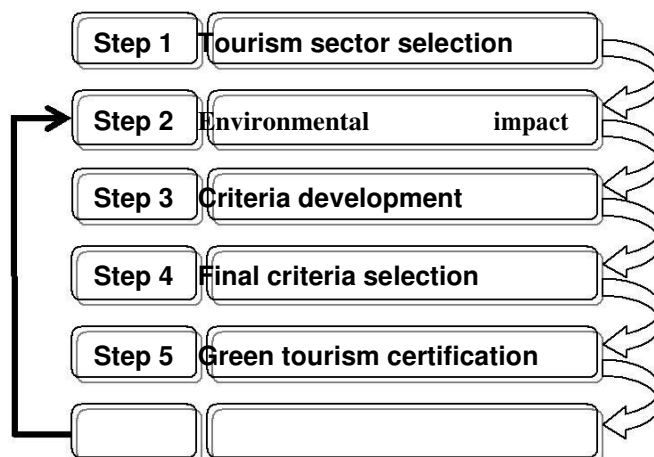 Step 1 Tourism sector selection
Step 2 Environmental impact
Step 3 Criteria development
Step 4 Final criteria selection
Step 5 Green tourism certification